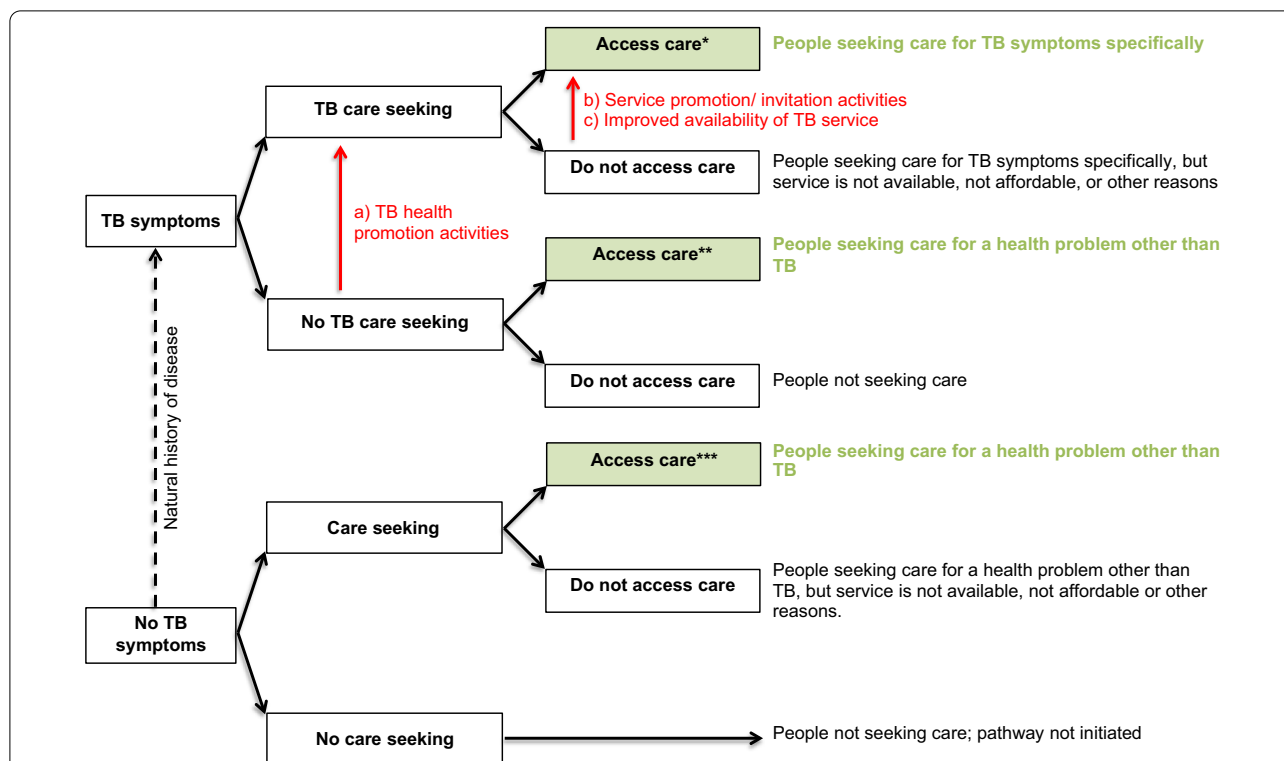 Access care*
People seeking care for TB symptoms specifically
TB care seeking
b) Service promotion/ invitation activities
c) Improved availability of TB service
Do not access care
People seeking care for TB symptoms specifically, but
service is not available, not affordable, or other reasons
TB symptoms
a) TB health
promotion activities
Access care**
People seeking care for a health problem other than
TB
No TB care seeking
Do not access care
People not seeking care
Natural history of disease
Access care***
People seeking care for a health problem other than
TB
Care seeking
Do not access care
People seeking care for a health problem other than
TB, but service is not available, not affordable or other
reasons.
No TB
symptoms
No care seeking
People not seeking care; pathway not initiated